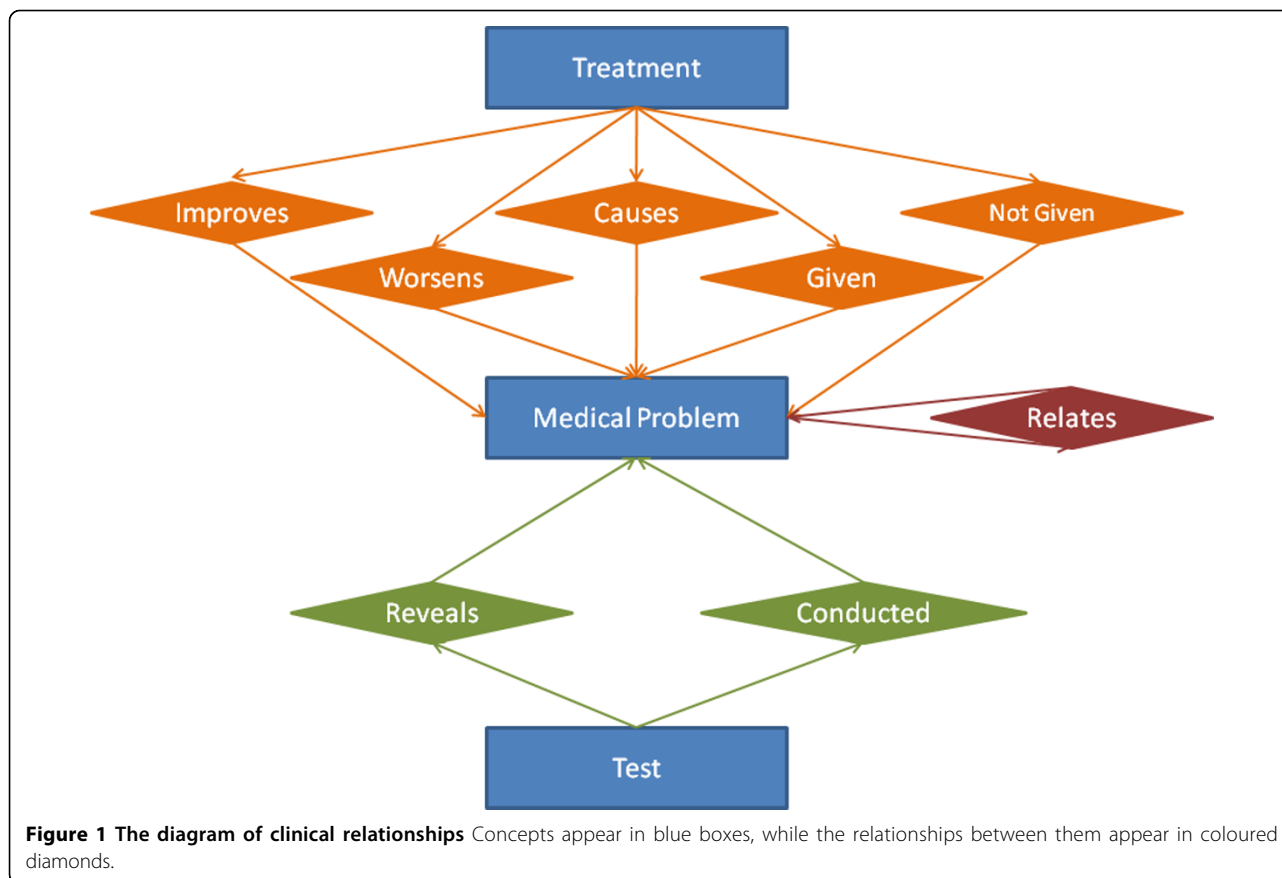 Treatment
Improves
Causes
Not Given
Worsens
Given
Medical Problem
Relates
Reveals
Conducted
Test
Figure 1 The diagram of clinical relationships Concepts appear in blue boxes, while the relationships between them appear in coloured
diamonds.